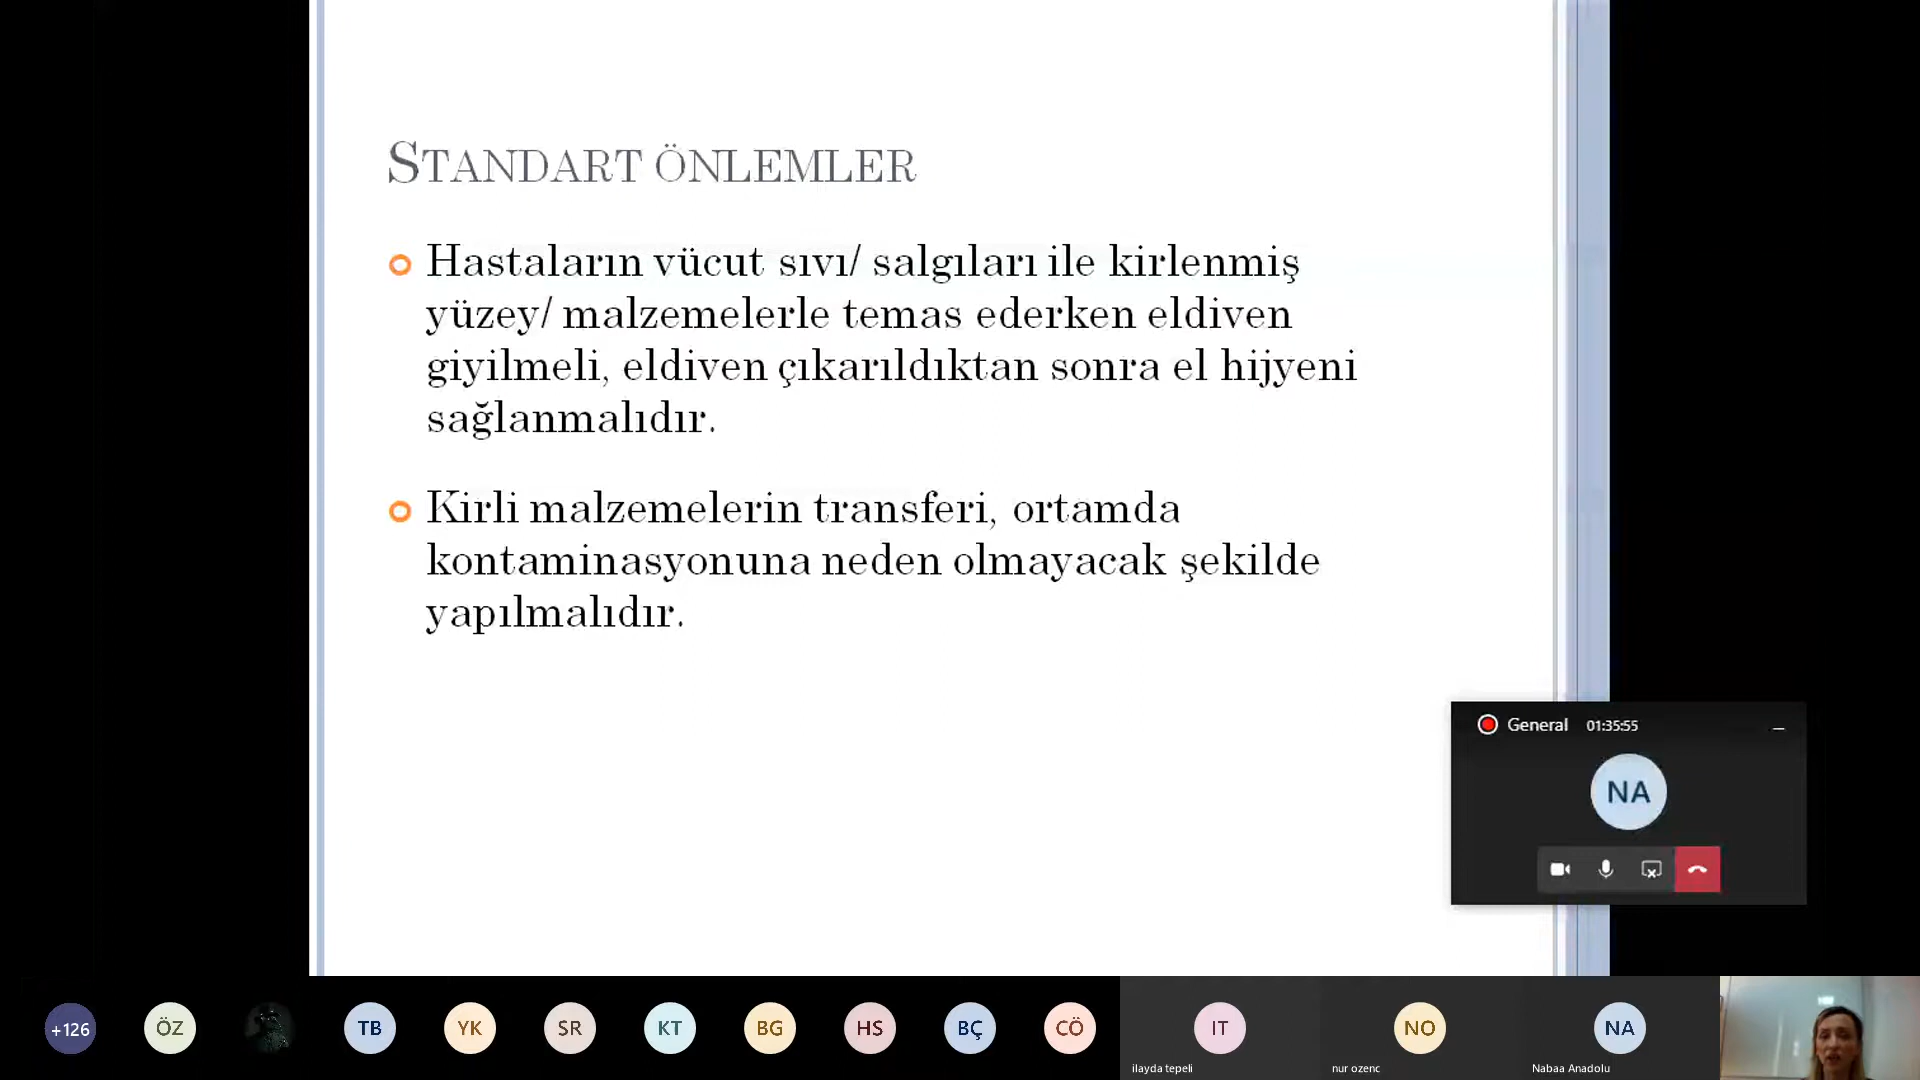 STANDART ÖNLEMLER
Hastaların vücut sıvı/ salgıları ile kirlenmiş
yüzey/ malzemelerle temas ederken eldiven
giyilmeli, eldiven çıkarıldıktan sonra el hijyeni
sağlanmalıdır.
Kirli malzemelerin transferi, ortamda
kontaminasyonuna neden olmayacak şekilde
yapılmalıdır.
General 01:35:55
NA
+126 ÖZ TB YK SR KT BG HS BÇ CÖ IT NO NA
ilayda tepeli nur ozenc Nabaa Anadolu